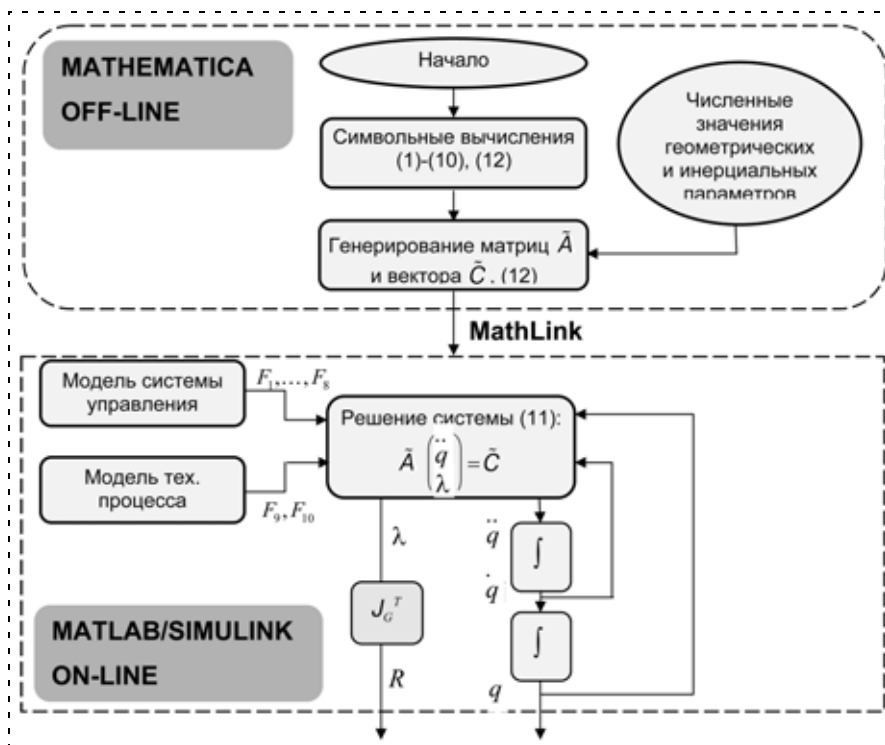 MATHEMATICA
OFF-LINE
Начало
Символьные вычисления
(1)-(10), (12)
Численные
значения
геометрических
и инерциальных
параметров
Генерирование матриц Ã
и вектора C̃ , (12)
MathLink
Модель системы
управления
F₁,…,F₈
Решение системы (11):
Ã (q̈ λ) = C̃
Модель тех.
процесса
F₉, F₁₀
λ
q̈
∫
J_G^T
q̇
∫
MATLAB/SIMULINK
ON-LINE
R
q